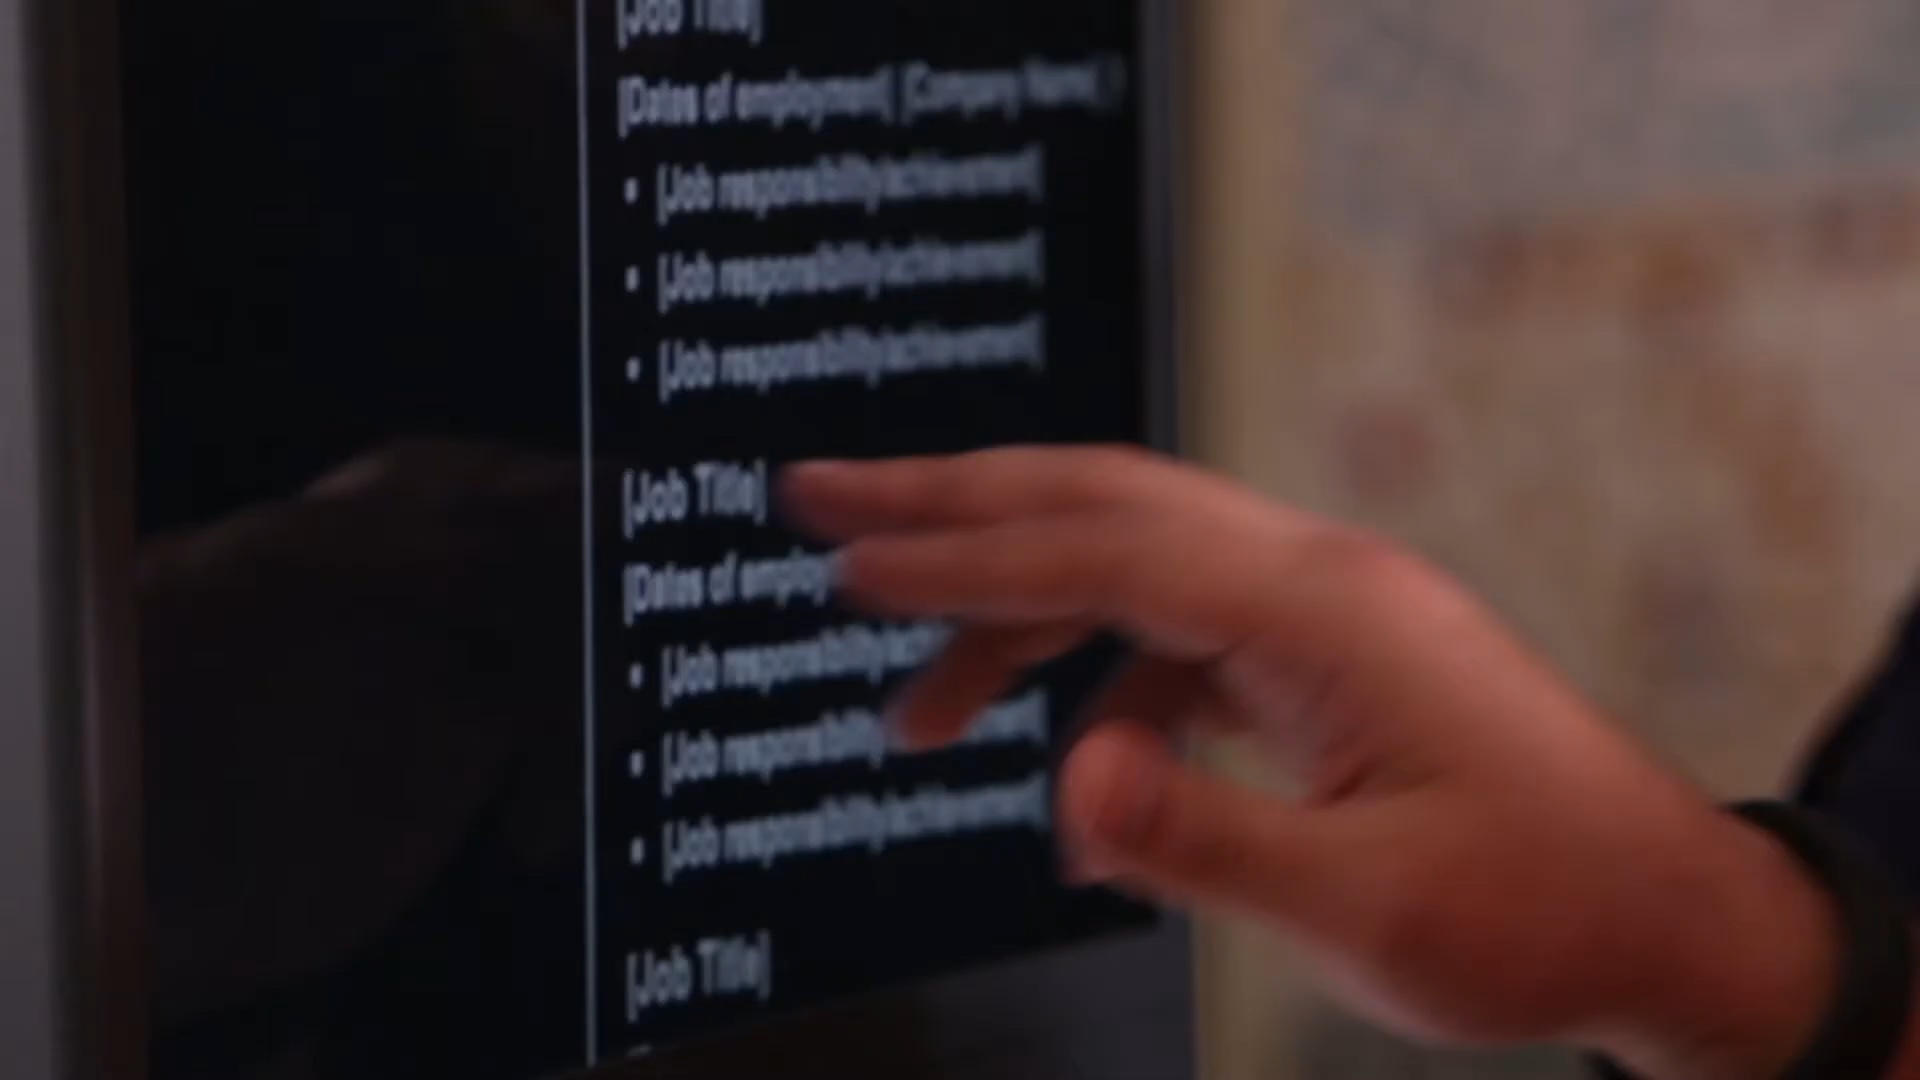 [Job Title]
[Dates of employment] [Company Name]
• [Job responsibility/achievement]
• [Job responsibility/achievement]
• [Job responsibility/achievement]
[Job Title]
[Dates of employ
• [Job responsibility/ach
• [Job responsibility
• [Job responsibility/achievement]
[Job Title]